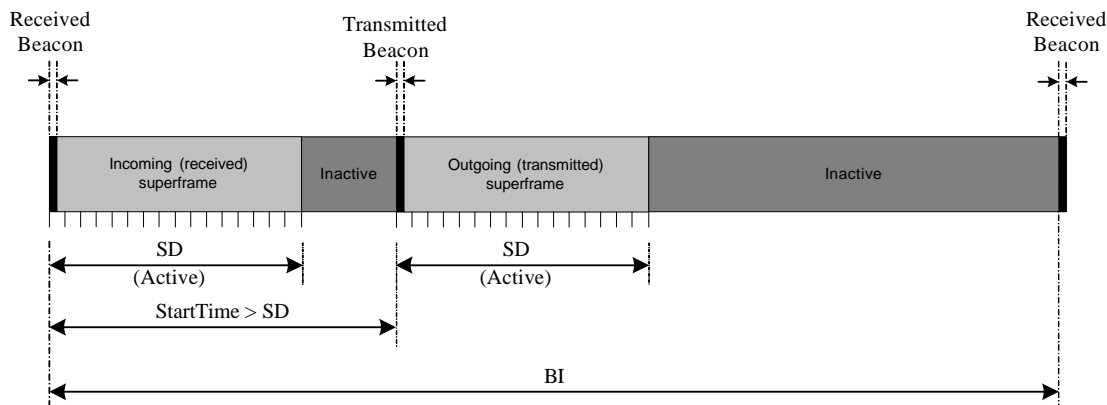 Received
Beacon
Transmitted
Beacon
Received
Beacon
Incoming (received)
superframe
Inactive
Outgoing (transmitted)
superframe
Inactive
SD
(Active)
SD
(Active)
StartTime > SD
BI